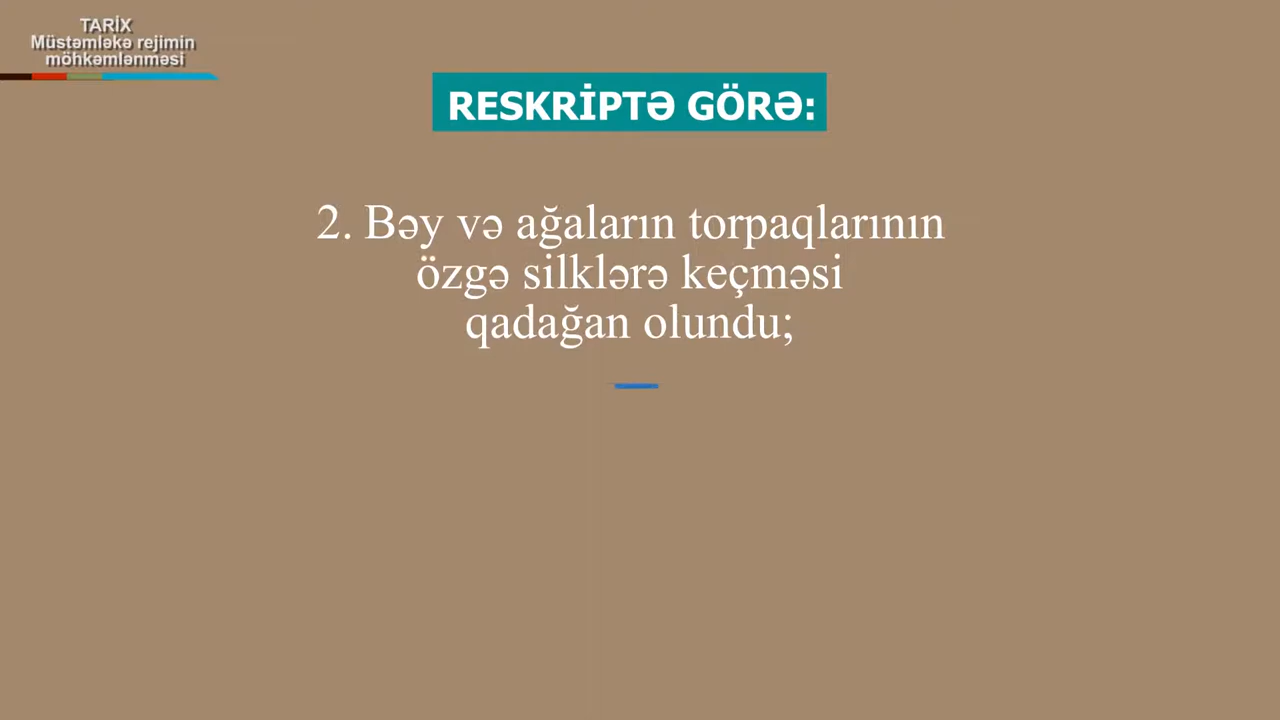 TARİX
Müstəmləkə rejimin
möhkəmlənməsi
RESKRİPTƏ GÖRƏ:
2. Bəy və ağaların torpaqlarının
özgə silklərə keçməsi
qadağan olundu;